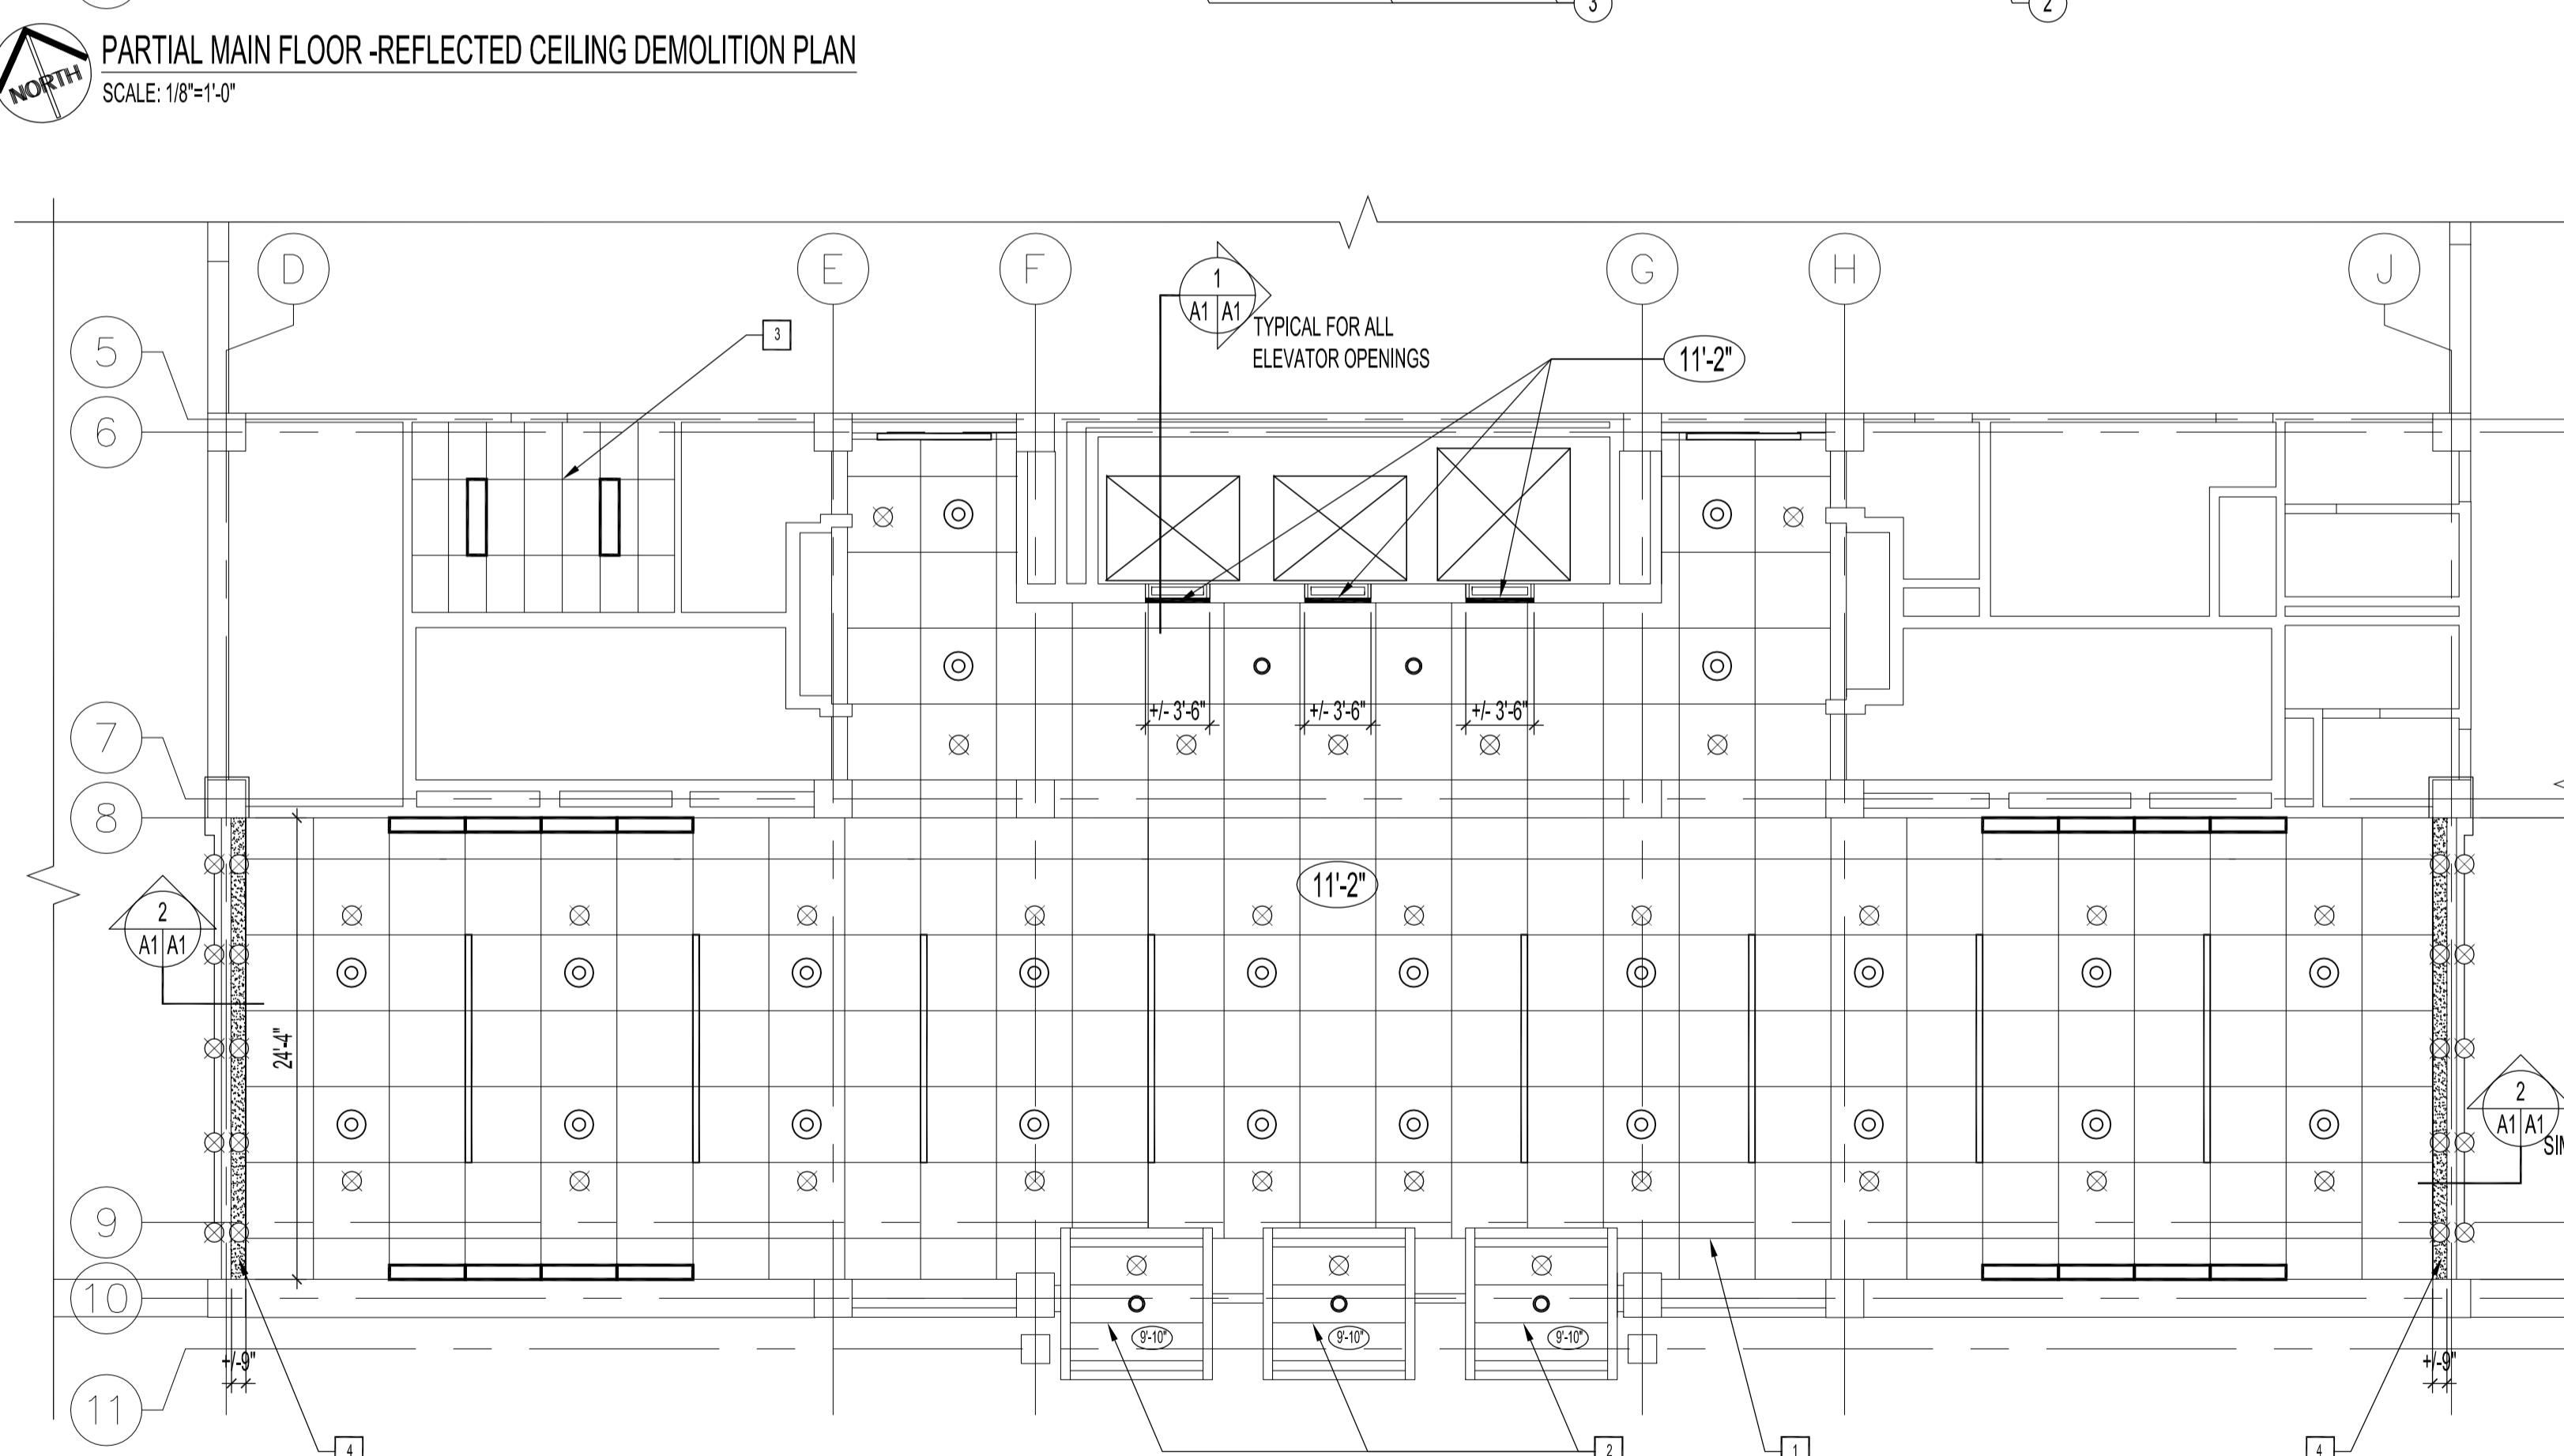 3
2
NORTH
PARTIAL MAIN FLOOR -REFLECTED CEILING DEMOLITION PLAN
SCALE: 1/8"=1'-0"
D
E
F
G
H
J
1
A1 A1
TYPICAL FOR ALL
ELEVATOR OPENINGS
11'-2"
3
5
6
7
8
9
10
11
+/- 3'-6"
+/- 3'-6"
+/- 3'-6"
11'-2"
2
A1 A1
24'-4"
2
A1 A1
9'-10"
9'-10"
9'-10"
+/-9"
+/-9"
4
2
1
4